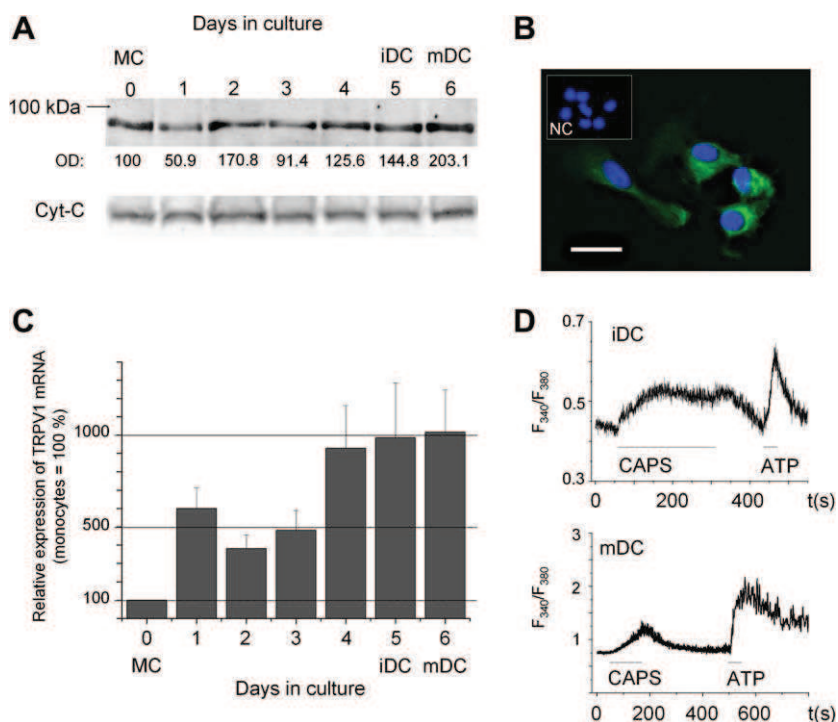 A
Days in culture
MC iDC mDC
0 1 2 3 4 5 6
100 kDa
OD: 100 50.9 170.8 91.4 125.6 144.8 203.1
Cyt-C
B
NC
C
Relative expression of TRPV1 mRNA
(monocytes = 100 %)
1000
500
100
0 1 2 3 4 5 6
MC iDC mDC
Days in culture
D
0.7
iDC
F340/F380
0.5
CAPS ATP
0.3
0 200 400 t(s)
3
mDC
F340/F380
2
1
CAPS ATP
0 200 400 600 t(s)